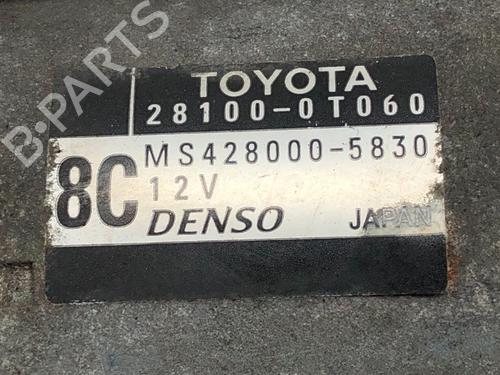 TOYOTA
28100-0T060
8C
MS428000-5830
12V
DENSO JAPAN
B-PARTS